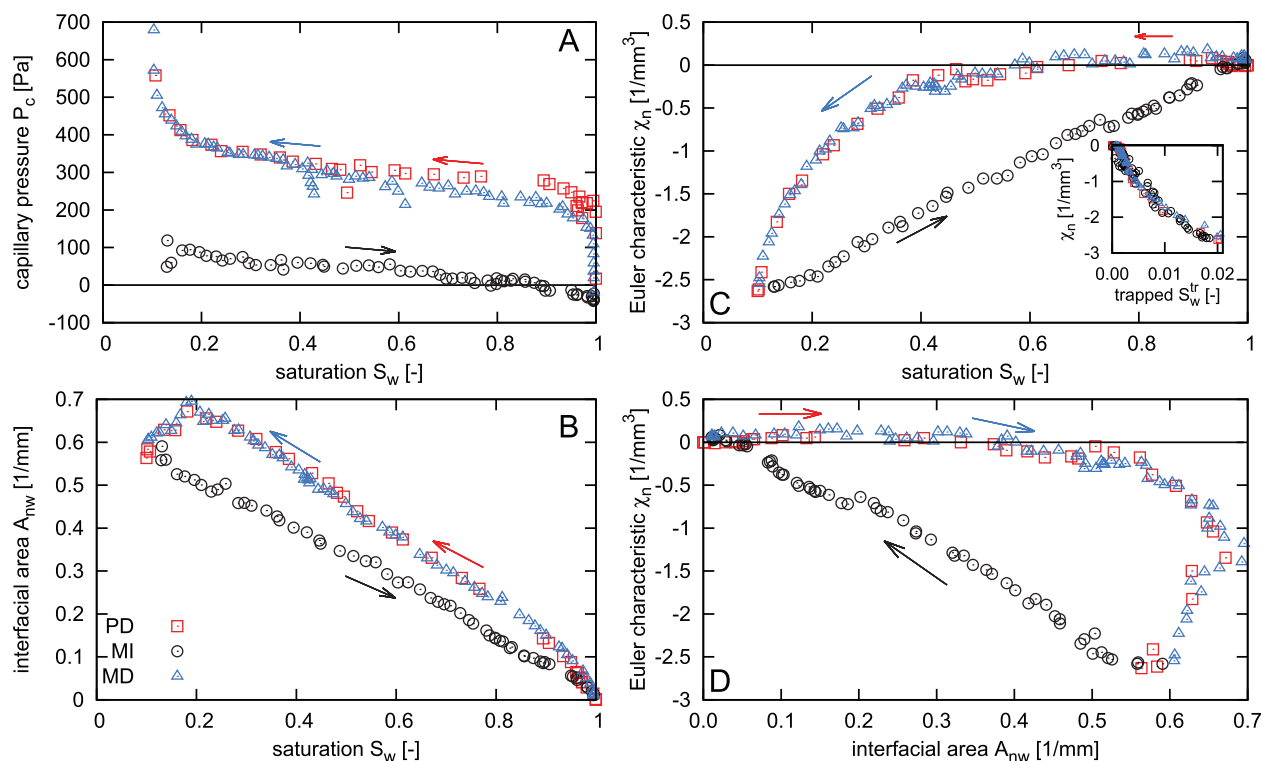 A
capillary pressure P_c [Pa]
700
600
500
400
300
200
100
0
-100
0 0.2 0.4 0.6 0.8 1
saturation S_w [-]
C
Euler characteristic χ_n [1/mm^3]
0.5
0
-0.5
-1
-1.5
-2
-2.5
-3
0 0.2 0.4 0.6 0.8 1
saturation S_w [-]
χ_n [1/mm^3]
0
-1
-2
-3
0.00 0.01 0.02
trapped S_w^tr [-]
B
interfacial area A_nw [1/mm]
0.7
0.6
0.5
0.4
0.3
0.2
0.1
0
PD
MI
MD
0 0.2 0.4 0.6 0.8 1
saturation S_w [-]
D
Euler characteristic χ_n [1/mm^3]
0.5
0
-0.5
-1
-1.5
-2
-2.5
-3
0.0 0.1 0.2 0.3 0.4 0.5 0.6 0.7
interfacial area A_nw [1/mm]